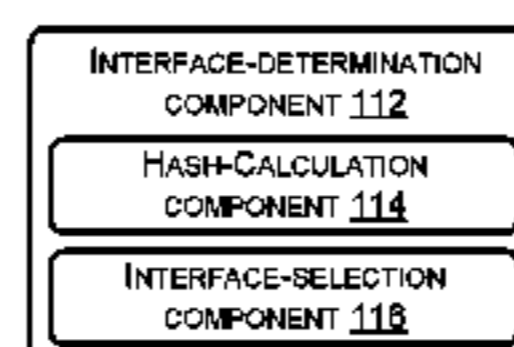 INTERFACE-DETERMINATION
COMPONENT 112
HASH-CALCULATION
COMPONENT 114
INTERFACE-SELECTION
COMPONENT 116